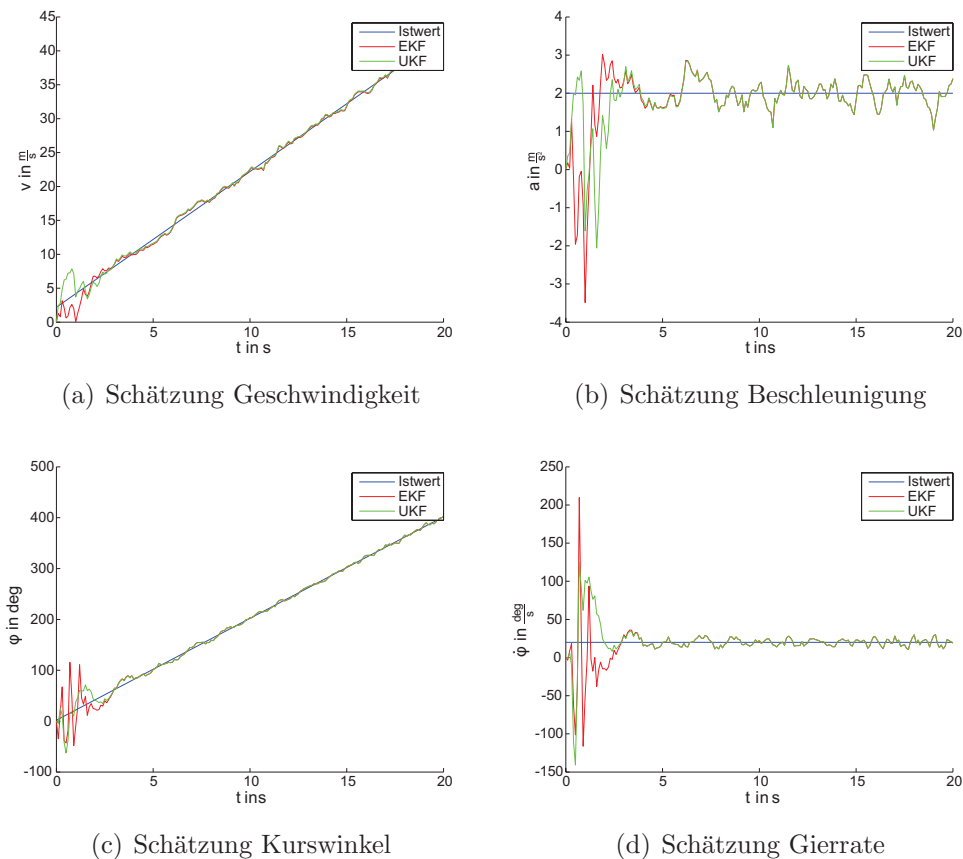 45
40
35
30
25
20
15
10
5
0
v in m/s
0 5 10 15 20
t in s
Istwert
EKF
UKF
(a) Schätzung Geschwindigkeit
4
3
2
1
0
-1
-2
-3
-4
a in m/s²
0 5 10 15 20
t in s
Istwert
EKF
UKF
(b) Schätzung Beschleunigung
500
400
300
200
100
0
-100
φ in deg
0 5 10 15 20
t in s
Istwert
EKF
UKF
(c) Schätzung Kurswinkel
250
200
150
100
50
0
-50
-100
-150
φ̇ in deg/s
0 5 10 15 20
t in s
Istwert
EKF
UKF
(d) Schätzung Gierrate